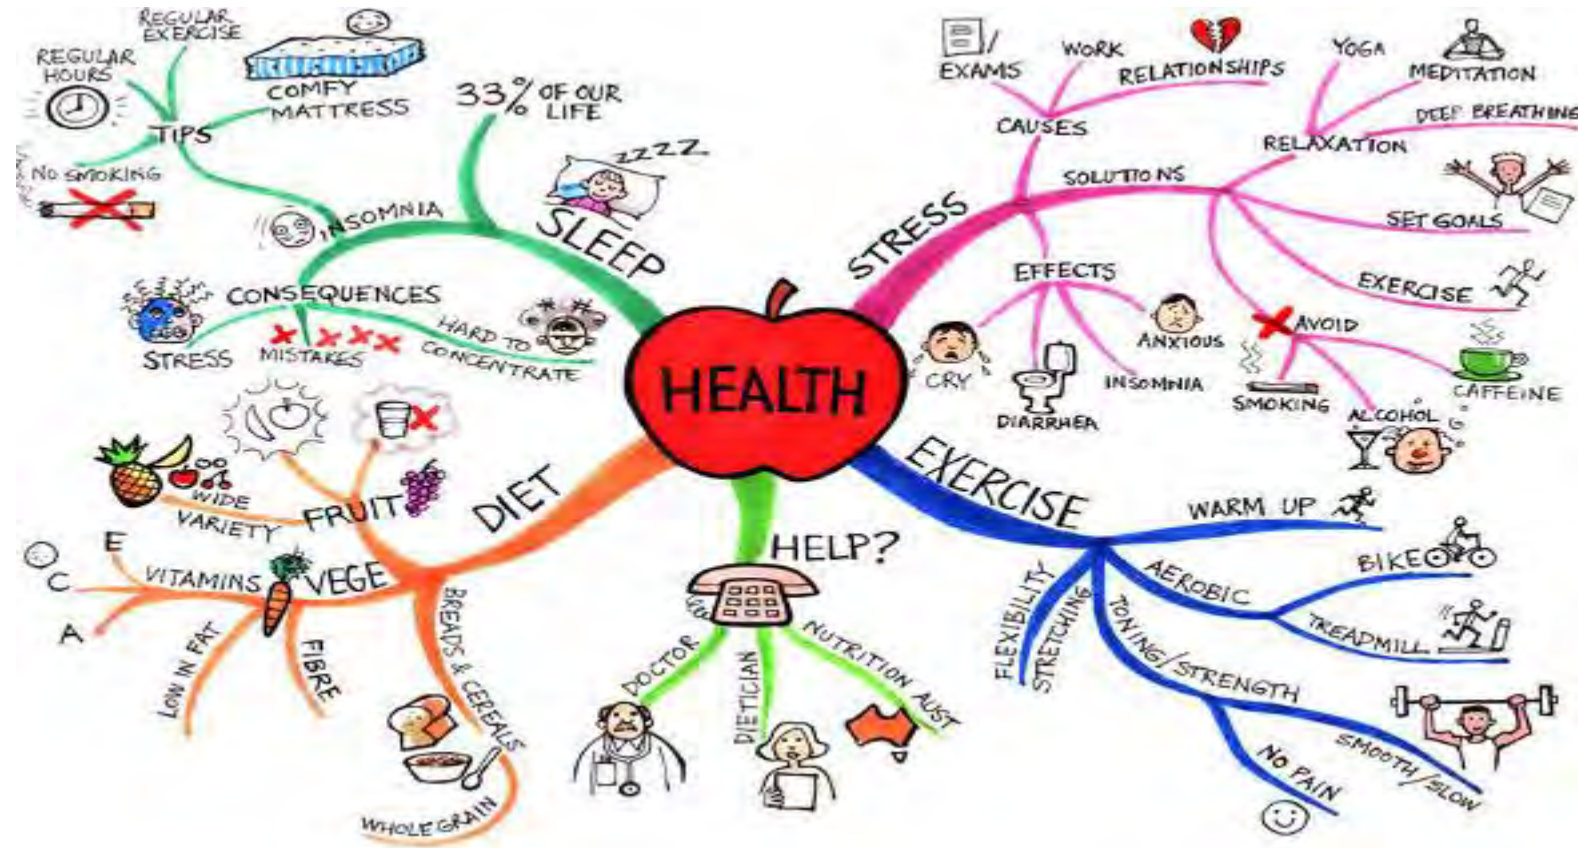 HEALTH
SLEEP
33% OF OUR
LIFE
ZZZZ
INSOMNIA
TIPS
REGULAR
HOURS
REGULAR
EXERCISE
COMFY
MATTRESS
NO SMOKING
CONSEQUENCES
STRESS
MISTAKES
HARD TO
CONCENTRATE
STRESS
CAUSES
EXAMS
WORK
RELATIONSHIPS
SOLUTIONS
RELAXATION
YOGA
MEDITATION
DEEP BREATHING
SET GOALS
EXERCISE
AVOID
SMOKING
ALCOHOL
CAFFEINE
EFFECTS
CRY
DIARRHEA
INSOMNIA
ANXIOUS
EXERCISE
WARM UP
AEROBIC
BIKE
TREADMILL
TONING/STRENGTH
SMOOTH/SLOW
NO PAIN
FLEXIBILITY
STRETCHING
HELP?
DOCTOR
DIETICIAN
NUTRITION AUST
DIET
FRUIT
WIDE
VARIETY
VEGE
VITAMINS
E
C
A
LOW IN FAT
FIBRE
BREADS & CEREALS
WHOLEGRAIN